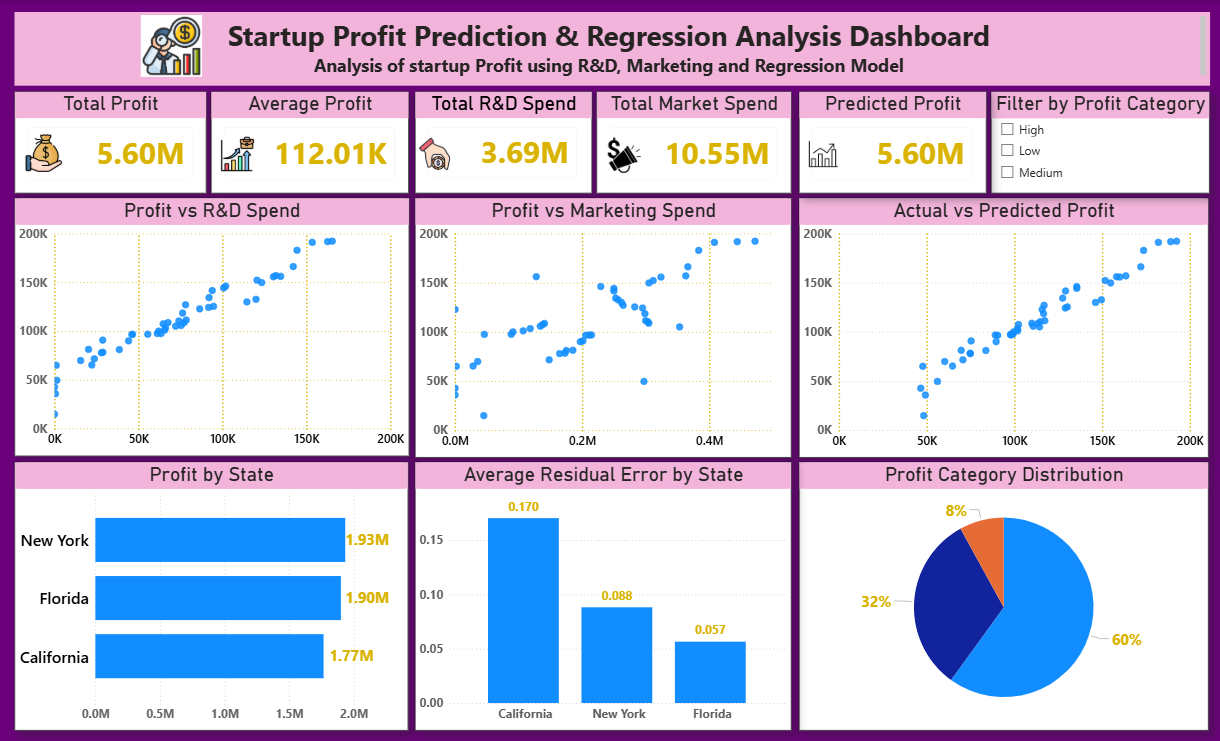 Startup Profit Prediction & Regression Analysis Dashboard
Analysis of startup Profit using R&D, Marketing and Regression Model
Total Profit
5.60M
Average Profit
112.01K
Total R&D Spend
3.69M
Total Market Spend
10.55M
Predicted Profit
5.60M
Filter by Profit Category
High
Low
Medium
Profit vs R&D Spend
200K
150K
100K
50K
0K
0K 50K 100K 150K 200K
Profit vs Marketing Spend
200K
150K
100K
50K
0K
0.0M 0.2M 0.4M
Actual vs Predicted Profit
200K
150K
100K
50K
0K
0K 50K 100K 150K 200K
Profit by State
New York 1.93M
Florida 1.90M
California 1.77M
0.0M 0.5M 1.0M 1.5M 2.0M
Average Residual Error by State
0.170
0.15
0.10
0.088
0.057
0.05
0.00
California New York Florida
Profit Category Distribution
8%
32%
60%